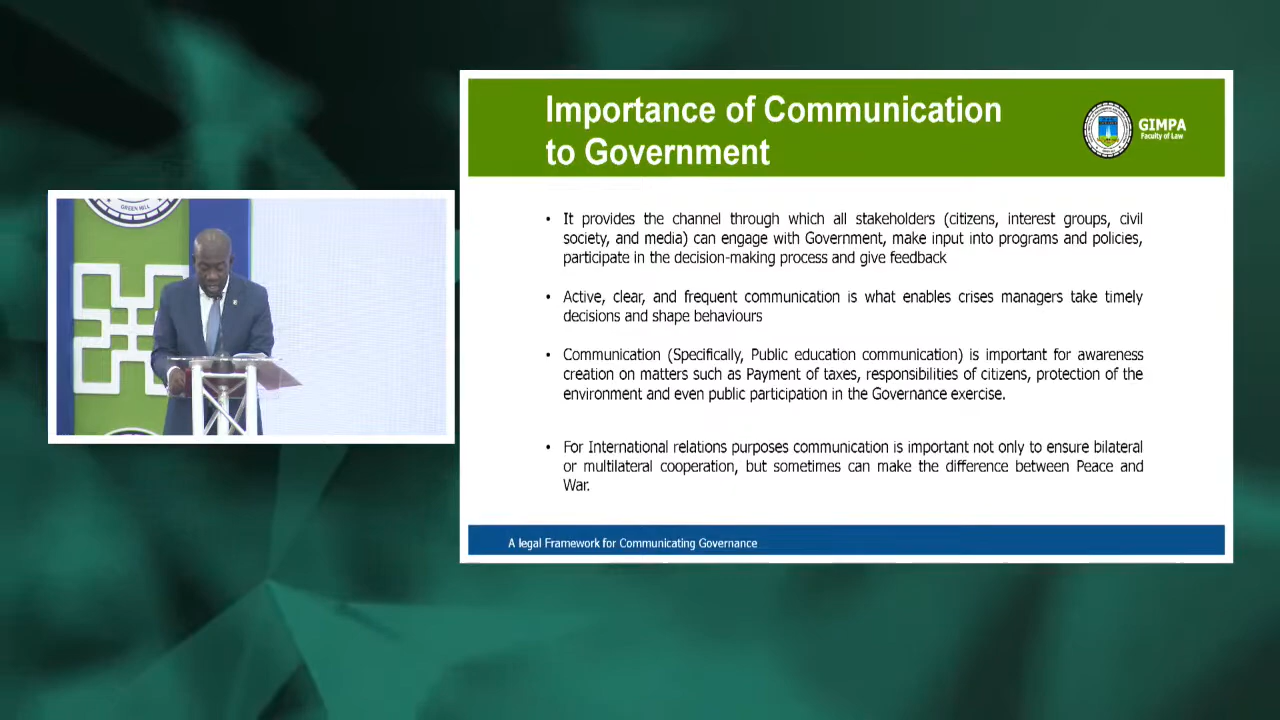 Importance of Communication
to Government
GIMPA
Faculty of Law
• It provides the channel through which all stakeholders (citizens, interest groups, civil
society, and media) can engage with Government, make input into programs and policies,
participate in the decision-making process and give feedback
• Active, clear, and frequent communication is what enables crises managers take timely
decisions and shape behaviours
• Communication (Specifically, Public education communication) is important for awareness
creation on matters such as Payment of taxes, responsibilities of citizens, protection of the
environment and even public participation in the Governance exercise.
• For International relations purposes communication is important not only to ensure bilateral
or multilateral cooperation, but sometimes can make the difference between Peace and
War.
A legal Framework for Communicating Governance
GREEN HILL